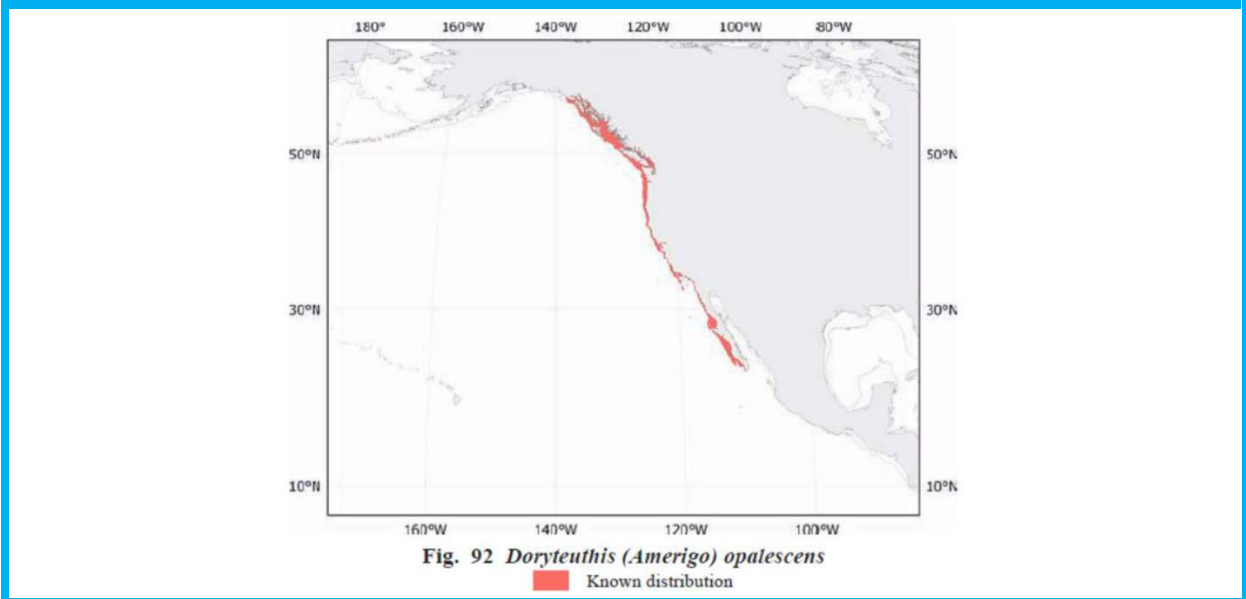 180° 160°W 140°W 120°W 100°W 80°W
50°N 50°N
30°N 30°N
10°N 10°N
160°W 140°W 120°W 100°W
Fig. 92 Doryteuthis (Amerigo) opalescens
Known distribution